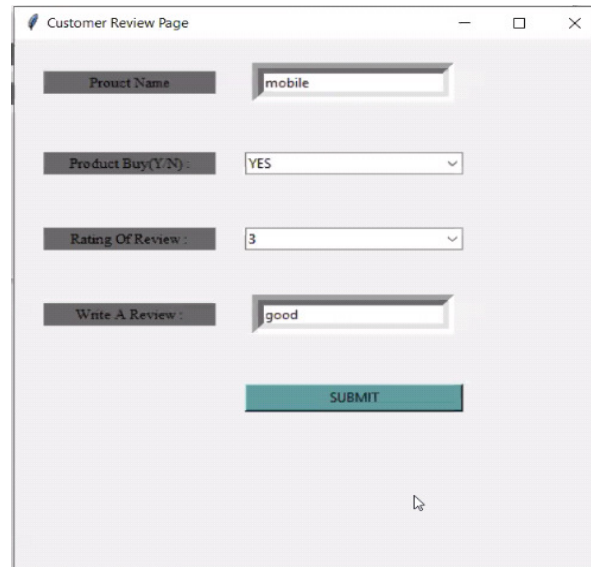 Customer Review Page
Prouct Name mobile
Product Buy(Y/N) : YES
Rating Of Review : 3
Write A Review : good
SUBMIT